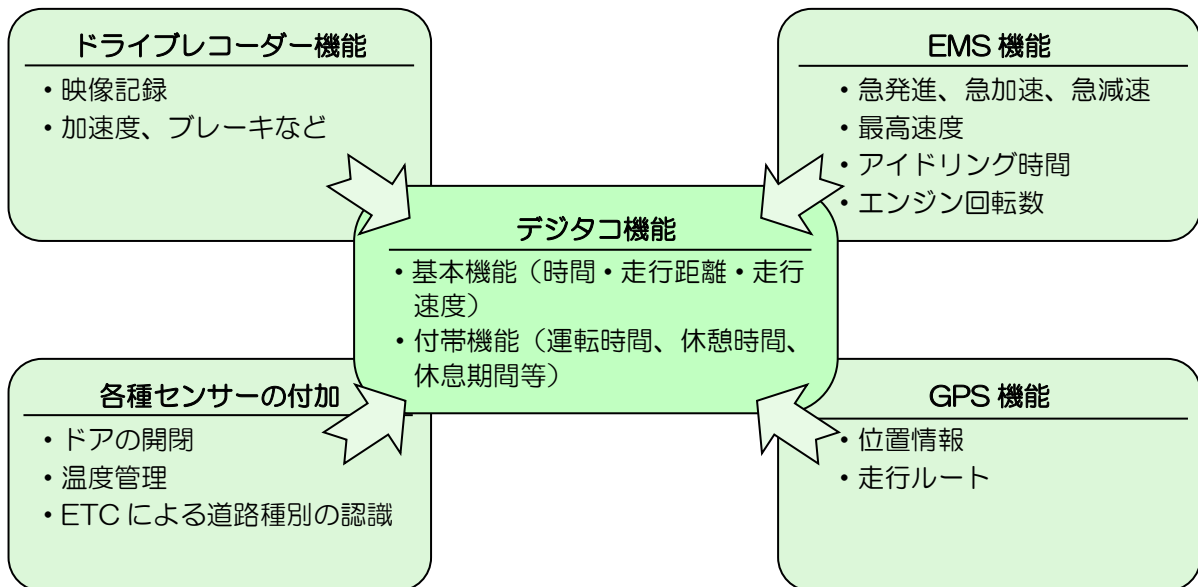 ドライブレコーダー機能
・映像記録
・加速度、ブレーキなど
EMS 機能
・急発進、急加速、急減速
・最高速度
・アイドリング時間
・エンジン回転数
デジタコ機能
・基本機能（時間・走行距離・走行
速度）
・付帯機能（運転時間、休憩時間、
休息期間等）
各種センサーの付加
・ドアの開閉
・温度管理
・ETC による道路種別の認識
GPS 機能
・位置情報
・走行ルート